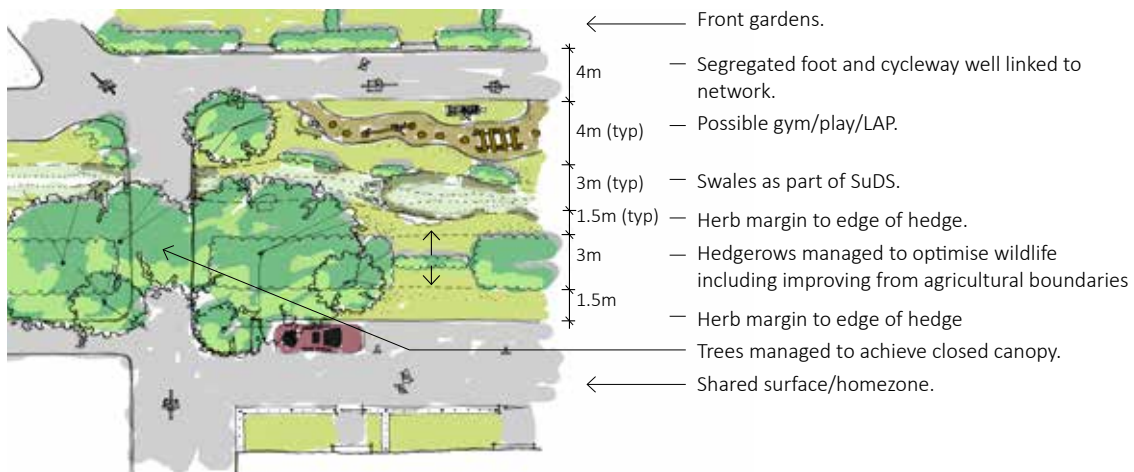 Front gardens.
4m
Segregated foot and cycleway well linked to
network.
4m (typ)
Possible gym/play/LAP.
3m (typ)
Swales as part of SuDS.
1.5m (typ)
Herb margin to edge of hedge.
3m
Hedgerows managed to optimise wildlife
including improving from agricultural boundaries
1.5m
Herb margin to edge of hedge
Trees managed to achieve closed canopy.
Shared surface/homezone.